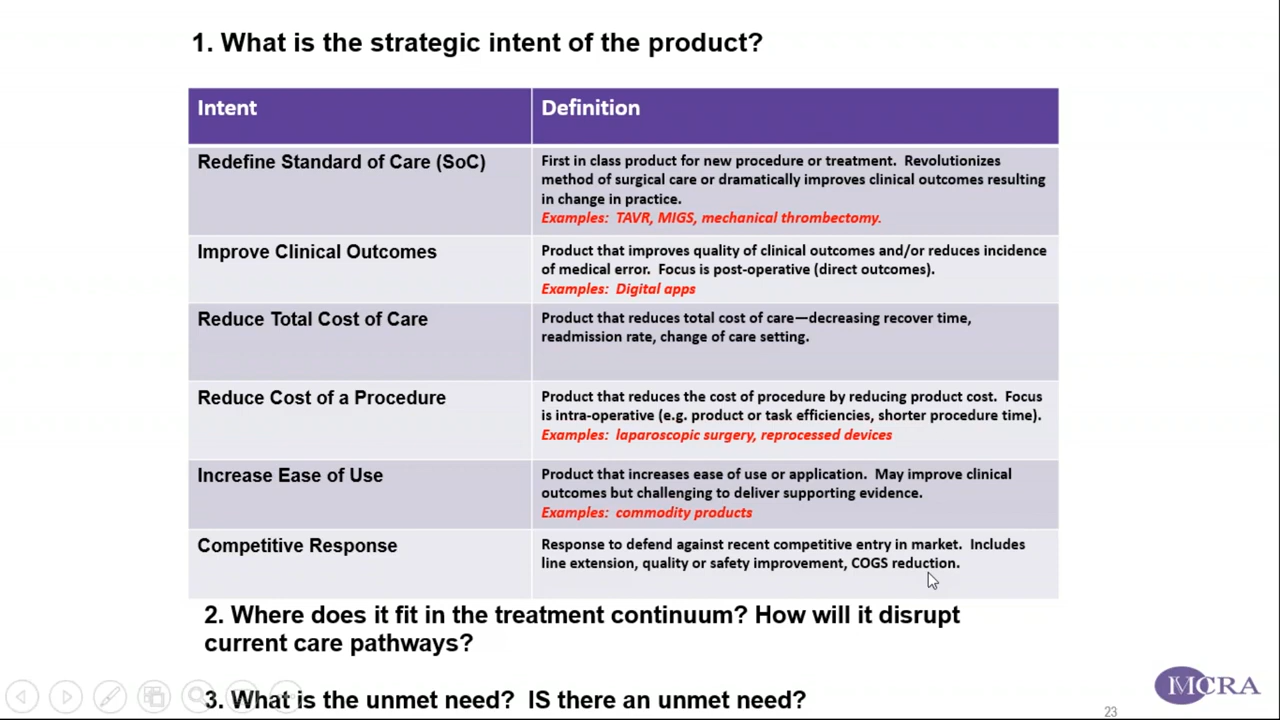 1. What is the strategic intent of the product?
Intent
Definition
Redefine Standard of Care (SoC)
First in class product for new procedure or treatment. Revolutionizes
method of surgical care or dramatically improves clinical outcomes resulting
in change in practice.
Examples: TAVR, MIGS, mechanical thrombectomy.
Improve Clinical Outcomes
Product that improves quality of clinical outcomes and/or reduces incidence
of medical error. Focus is post-operative (direct outcomes).
Examples: Digital apps
Reduce Total Cost of Care
Product that reduces total cost of care—decreasing recover time,
readmission rate, change of care setting.
Reduce Cost of a Procedure
Product that reduces the cost of procedure by reducing product cost. Focus
is intra-operative (e.g. product or task efficiencies, shorter procedure time).
Examples: laparoscopic surgery, reprocessed devices
Increase Ease of Use
Product that increases ease of use or application. May improve clinical
outcomes but challenging to deliver supporting evidence.
Examples: commodity products
Competitive Response
Response to defend against recent competitive entry in market. Includes
line extension, quality or safety improvement, COGS reduction.
2. Where does it fit in the treatment continuum? How will it disrupt
current care pathways?
3. What is the unmet need? IS there an unmet need?
MCRA
23